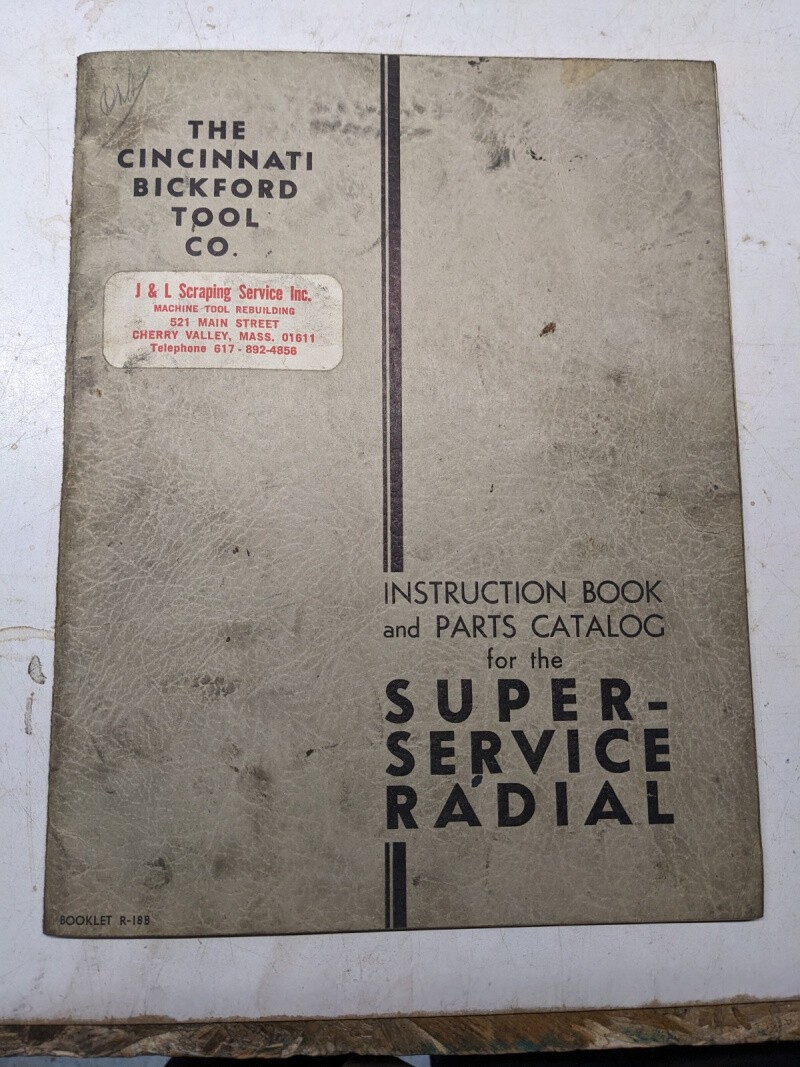 THE
CINCINNATI
BICKFORD
TOOL
CO.
J & L Scraping Service Inc.
MACHINE TOOL REBUILDING
521 MAIN STREET
CHERRY VALLEY, MASS. 01611
Telephone 617-892-4856
INSTRUCTION BOOK
and PARTS CATALOG
for the
SUPER-
SERVICE
RADIAL
BOOKLET R-18B